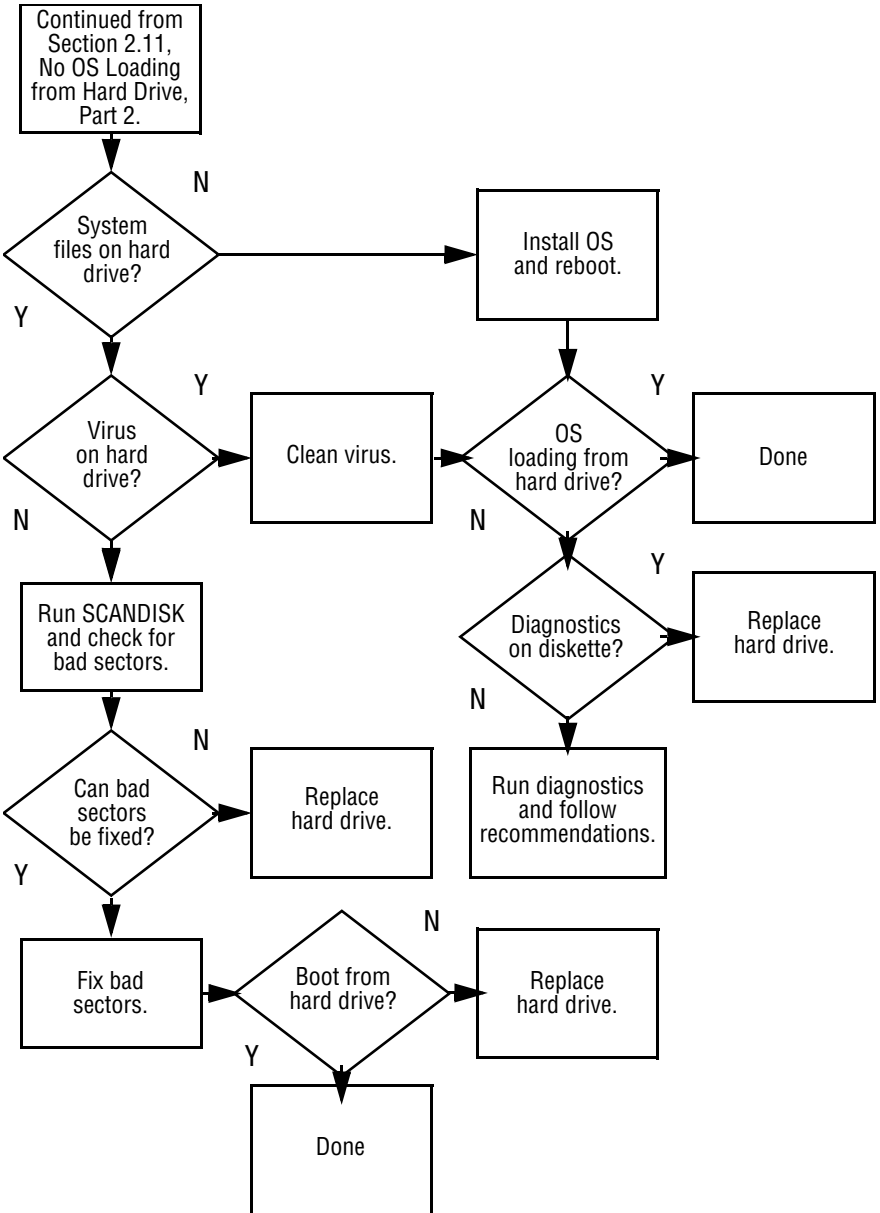 Continued from
Section 2.11,
No OS Loading
from Hard Drive,
Part 2.
N
System
files on hard
drive?
Install OS
and reboot.
Y
Y
Virus
on hard
drive?
Clean virus.
Y
OS
loading from
hard drive?
Done
N
N
Run SCANDISK
and check for
bad sectors.
Y
Diagnostics
on diskette?
Replace
hard drive.
N
N
Can bad
sectors
be fixed?
Replace
hard drive.
Run diagnostics
and follow
recommendations.
Y
N
Fix bad
sectors.
Boot from
hard drive?
Replace
hard drive.
Y
Done